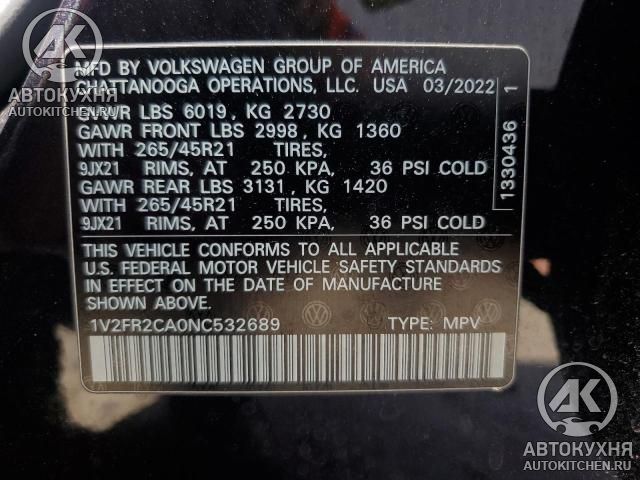 MFD BY VOLKSWAGEN GROUP OF AMERICA
CHATTANOOGA OPERATIONS, LLC. USA 03/2022
GVWR LBS 6019, KG 2730
GAWR FRONT LBS 2998, KG 1360
WITH 265/45R21 TIRES,
9JX21 RIMS, AT 250 KPA, 36 PSI COLD
GAWR REAR LBS 3131, KG 1420
WITH 265/45R21 TIRES,
9JX21 RIMS, AT 250 KPA, 36 PSI COLD
THIS VEHICLE CONFORMS TO ALL APPLICABLE
U.S. FEDERAL MOTOR VEHICLE SAFETY STANDARDS
IN EFFECT ON THE DATE OF MANUFACTURE
SHOWN ABOVE.
1V2FR2CA0NC532689 TYPE: MPV
1330436 1
АК
АВТОКУХНЯ
AUTOKITCHEN.RU
АК
АВТОКУХНЯ
AUTOKITCHEN.RU